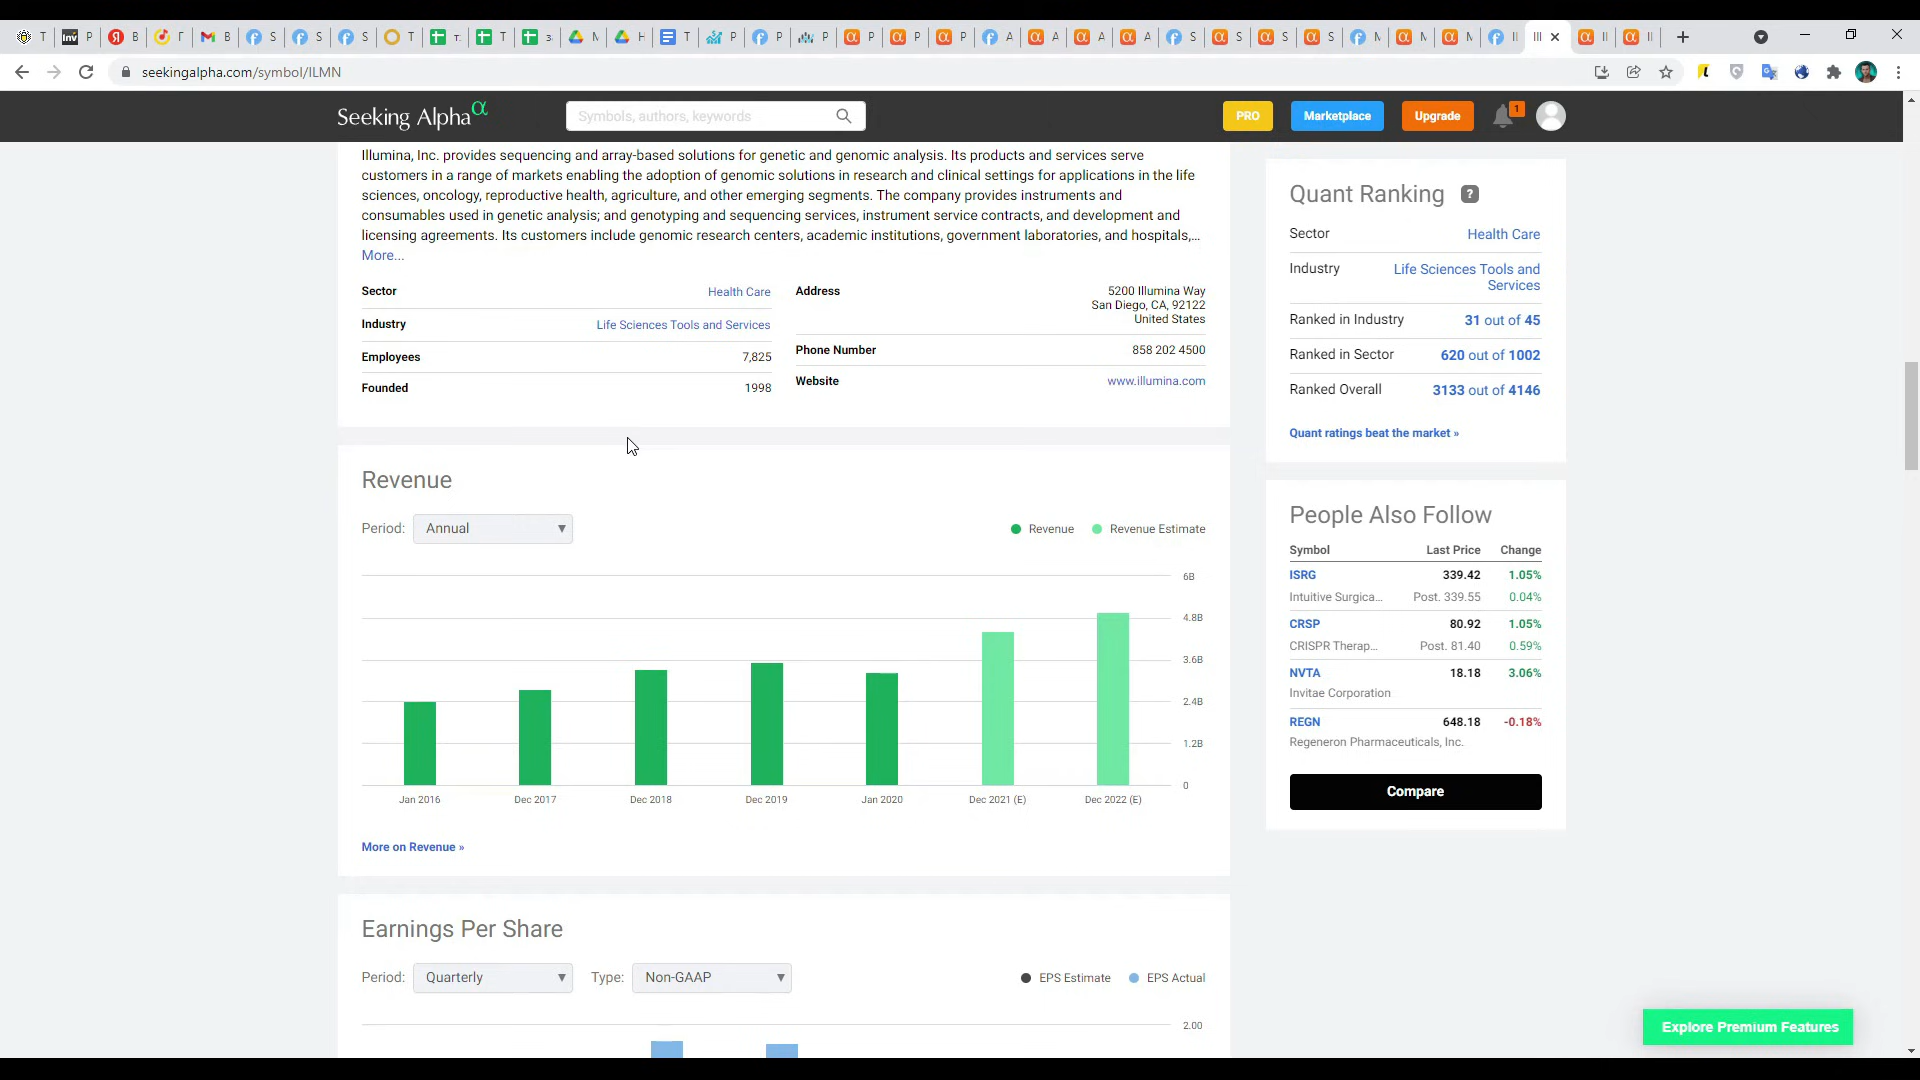 T
Inv P
Я В
Г
В
S
S
S
T
т.
T
за
М
Н
T
P
P
P
P
P
P
A
A
A
A
S
S
S
S
М
М
М
Il
Ill
Il
Il
seekingalpha.com/symbol/ILMN
Seeking Alpha α
Symbols, authors, keywords
PRO
Marketplace
Upgrade
1
Illumina, Inc. provides sequencing and array-based solutions for genetic and genomic analysis. Its products and services serve
customers in a range of markets enabling the adoption of genomic solutions in research and clinical settings for applications in the life
sciences, oncology, reproductive health, agriculture, and other emerging segments. The company provides instruments and
consumables used in genetic analysis; and genotyping and sequencing services, instrument service contracts, and development and
licensing agreements. Its customers include genomic research centers, academic institutions, government laboratories, and hospitals,...
More...
Sector Health Care
Industry Life Sciences Tools and Services
Employees 7,825
Founded 1998
Address 5200 Illumina Way
San Diego, CA, 92122
United States
Phone Number 858 202 4500
Website www.illumina.com
Revenue
Period: Annual
Revenue Revenue Estimate
6B
4.8B
3.6B
2.4B
1.2B
0
Jan 2016 Dec 2017 Dec 2018 Dec 2019 Jan 2020 Dec 2021 (E) Dec 2022 (E)
More on Revenue »
Earnings Per Share
Period: Quarterly Type: Non-GAAP
EPS Estimate EPS Actual
2.00
Quant Ranking ?
Sector Health Care
Industry Life Sciences Tools and
Services
Ranked in Industry 31 out of 45
Ranked in Sector 620 out of 1002
Ranked Overall 3133 out of 4146
Quant ratings beat the market »
People Also Follow
Symbol Last Price Change
ISRG 339.42 1.05%
Intuitive Surgica... Post. 339.55 0.04%
CRSP 80.92 1.05%
CRISPR Therap... Post. 81.40 0.59%
NVTA 18.18 3.06%
Invitae Corporation
REGN 648.18 -0.18%
Regeneron Pharmaceuticals, Inc.
Compare
Explore Premium Features